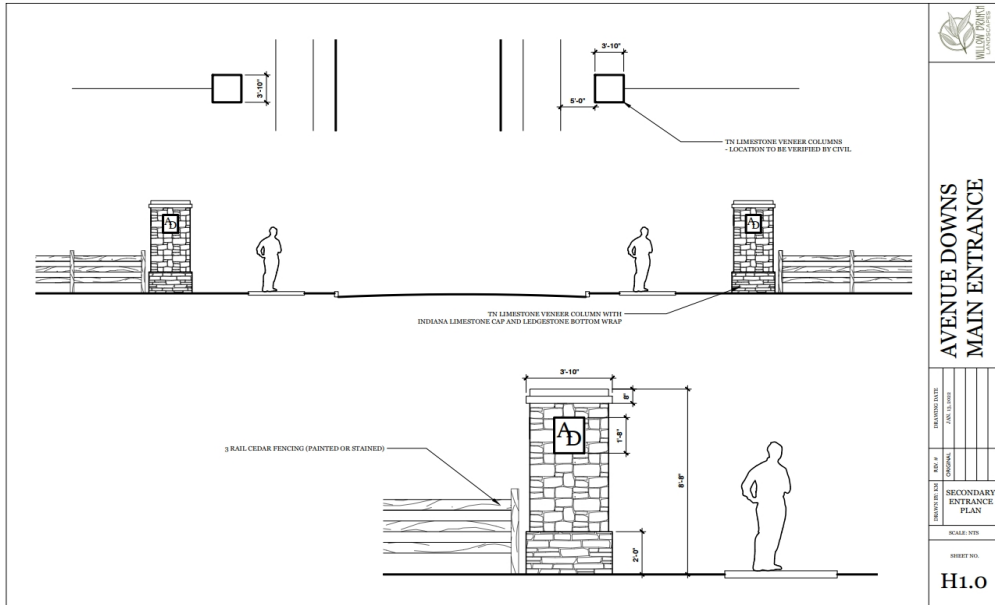 3'-10"
3'-10"
5'-0"
TN LIMESTONE VENEER COLUMNS
- LOCATION TO BE VERIFIED BY CIVIL
AD
AD
TN LIMESTONE VENEER COLUMN WITH
INDIANA LIMESTONE CAP AND LEDGESTONE BOTTOM WRAP
3'-10"
8"
1'-8"
AD
8'-8"
2'-0"
3 RAIL CEDAR FENCING (PAINTED OR STAINED)
WILLOW BRANCH
LANDSCAPES
AVENUE DOWNS
MAIN ENTRANCE
DRAWING DATE
JAN. 13, 2022
REV. #
ORIGINAL
DRAWN BY: KM
SECONDARY
ENTRANCE
PLAN
SCALE: NTS
SHEET NO.
H1.0